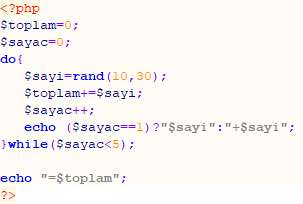 <?php
$toplam=0;
$sayac=0;
do{
$sayi=rand(10,30);
$toplam+=$sayi;
$sayac++;
echo ($sayac==1)?"$sayi":"+$sayi";
}while($sayac<5);
echo "=$toplam";
?>